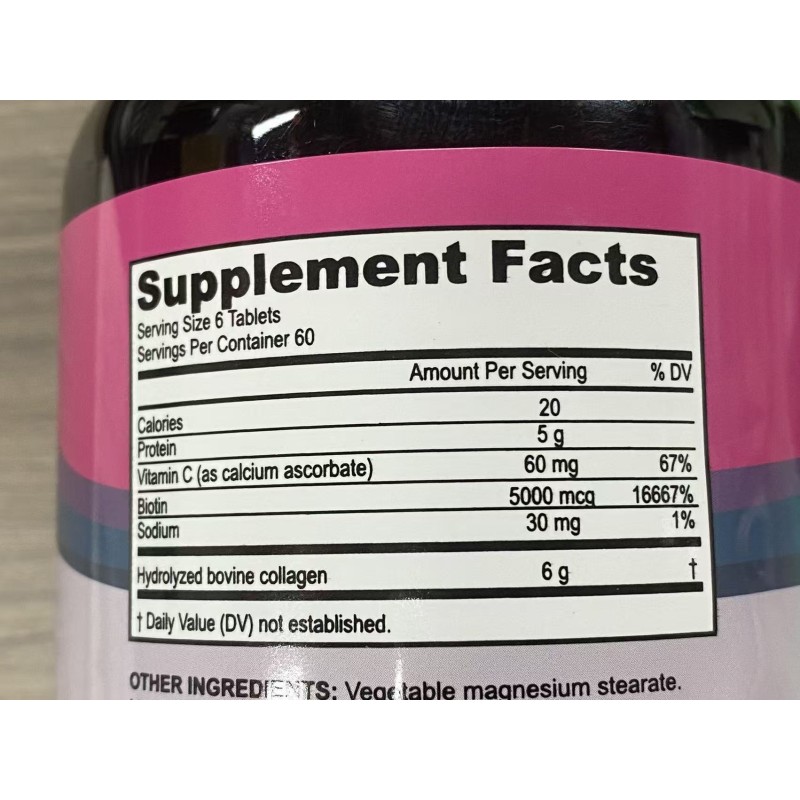 Supplement Facts
Serving Size 6 Tablets
Servings Per Container 60
Amount Per Serving % DV
Calories 20
Protein 5 g
Vitamin C (as calcium ascorbate) 60 mg 67%
Biotin 5000 mcg 16667%
Sodium 30 mg 1%
Hydrolyzed bovine collagen 6 g †
† Daily Value (DV) not established.
OTHER INGREDIENTS: Vegetable magnesium stearate.